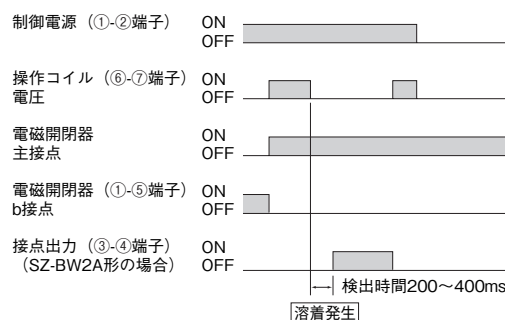 制御電源（①-②端子） ON
OFF
操作コイル（⑥-⑦端子） ON
電圧 OFF
電磁開閉器 ON
主接点 OFF
電磁開閉器（①-⑤端子） ON
b接点 OFF
接点出力（③-④端子） ON
（SZ-BW2A形の場合） OFF
検出時間200〜400ms
溶着発生